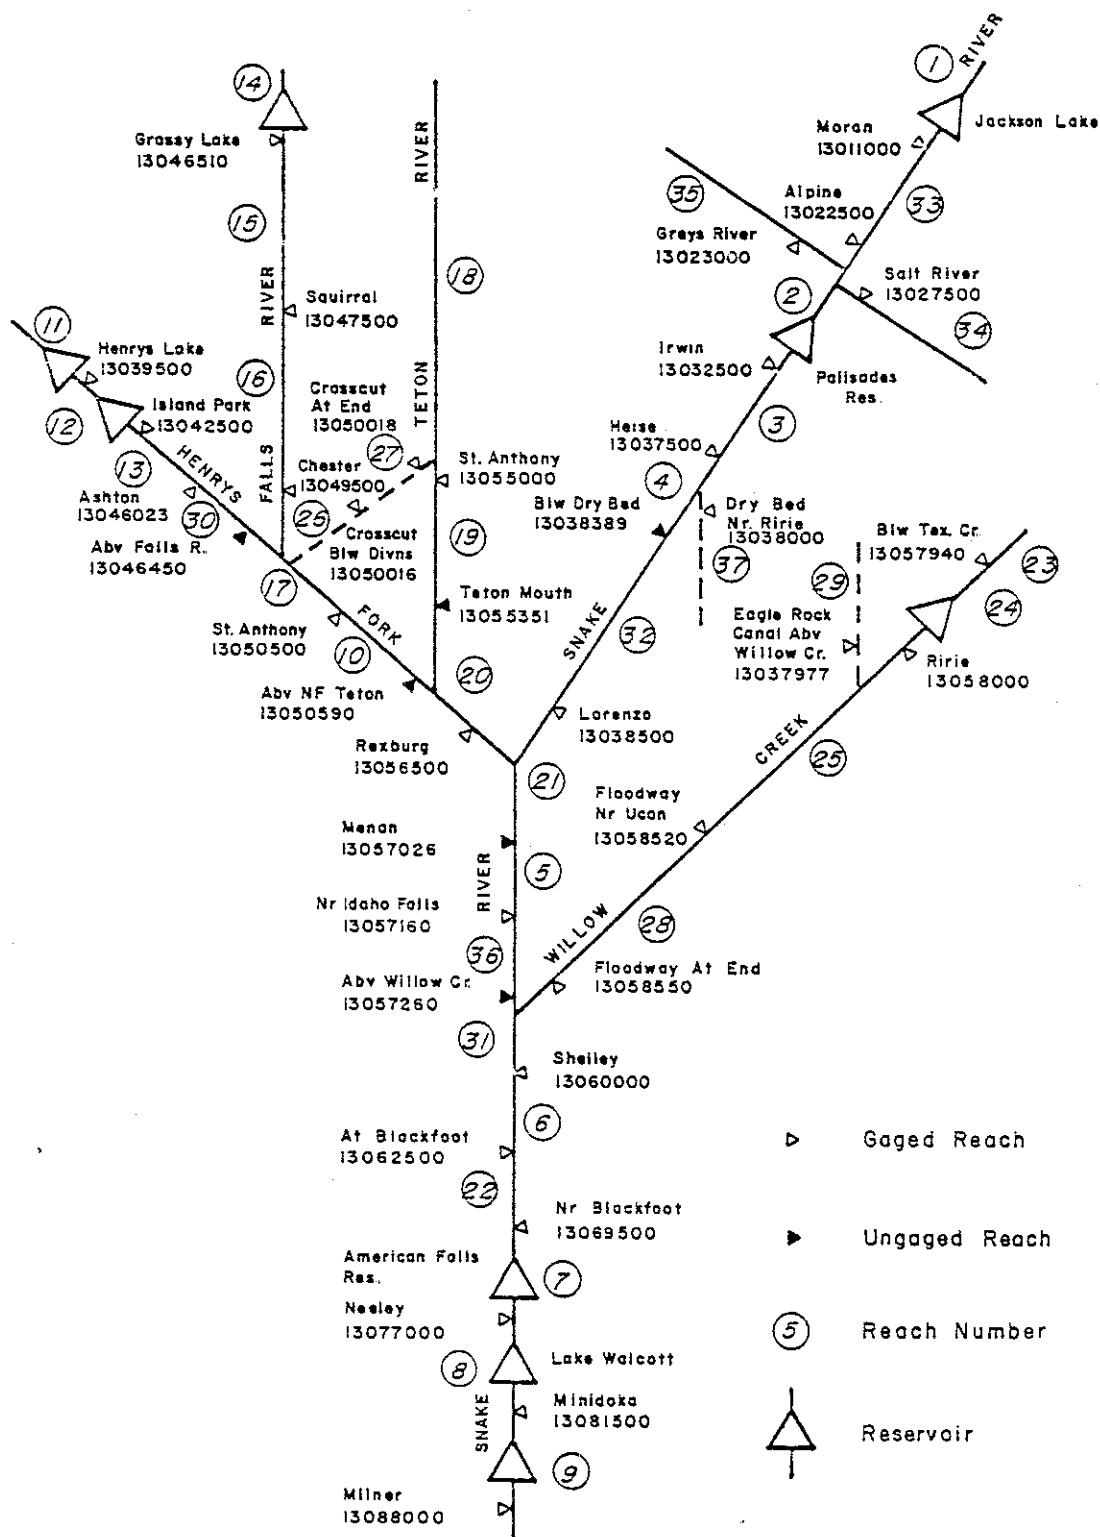 1
RIVER
Jackson Lake
Moran
13011000
33
Alpine
13022500
35
Greys River
13023000
Salt River
13027500
34
2
Irwin
13032500
Palisades
Res.
3
Heise
13037500
4
Blw Dry Bed
13038389
Dry Bed
Nr. Ririe
13038000
37
SNAKE
32
Lorenzo
13038500
14
Grassy Lake
13046510
15
RIVER
Squirral
13047500
16
FALLS
Chester
13049500
RIVER
18
TETON
Crosscut
At End
13050018
27
St. Anthony
13055000
26
Crosscut
Blw Divns
13050016
19
Teton Mouth
13055351
11
Henrys Lake
13039500
12
Island Park
13042500
13
HENRYS
Ashton
13046023
30
Abv Falls R.
13046450
17
FORK
St. Anthony
13050500
10
Abv NF Teton
13050590
20
Rexburg
13056500
21
Blw Tex. Cr.
13057940
23
24
29
Eagle Rock
Canal Abv
Willow Cr.
13037977
Ririe
13058000
CREEK
25
Floodway
Nr Ucon
13058520
WILLOW
28
Floodway At End
13058550
Menan
13057026
RIVER
5
Nr Idaho Falls
13057160
36
Abv Willow Cr.
13057260
31
Shelley
13060000
6
At Blackfoot
13062500
22
Nr Blackfoot
13069500
American Falls
Res.
7
Neeley
13077000
8
Lake Walcott
SNAKE
Minidoka
13081500
9
Milner
13088000
Gaged Reach
Ungaged Reach
5
Reach Number
Reservoir